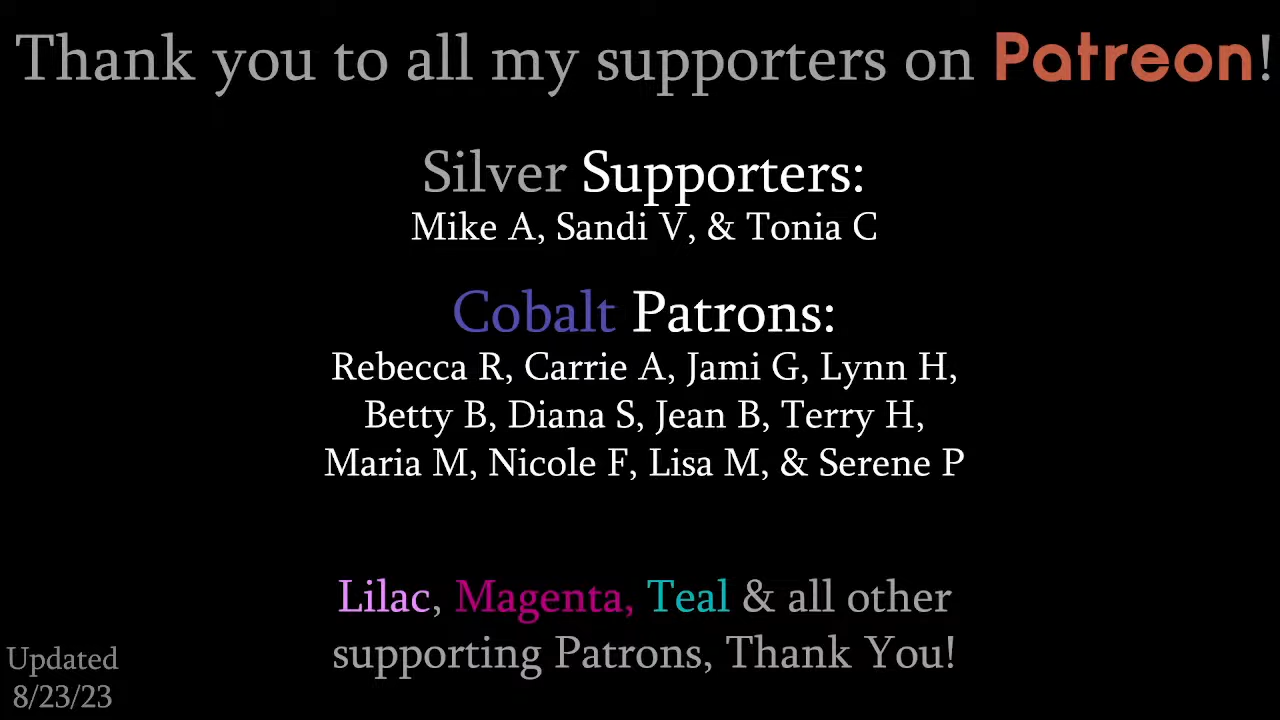 Thank you to all my supporters on Patreon!
Silver Supporters:
Mike A, Sandi V, & Tonia C
Cobalt Patrons:
Rebecca R, Carrie A, Jami G, Lynn H,
Betty B, Diana S, Jean B, Terry H,
Maria M, Nicole F, Lisa M, & Serene P
Lilac, Magenta, Teal & all other
supporting Patrons, Thank You!
Updated
8/23/23